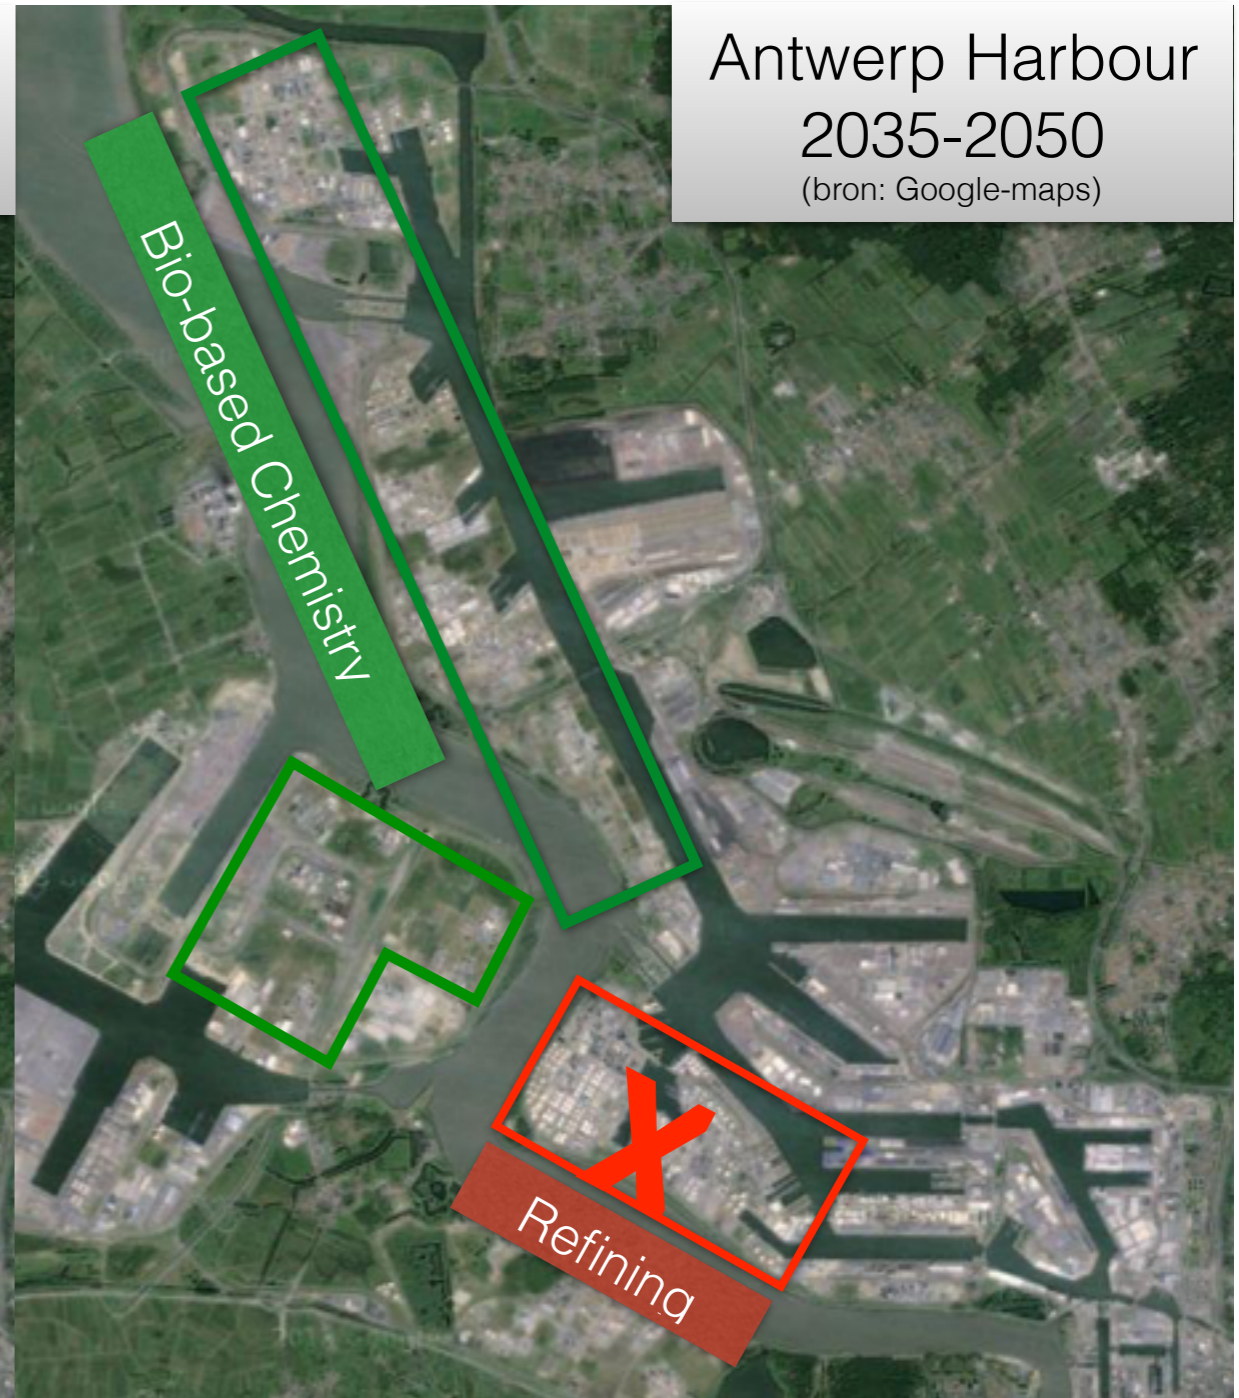 Antwerp Harbour
2035-2050
(bron: Google-maps)
Bio-based Chemistry
X
Refining